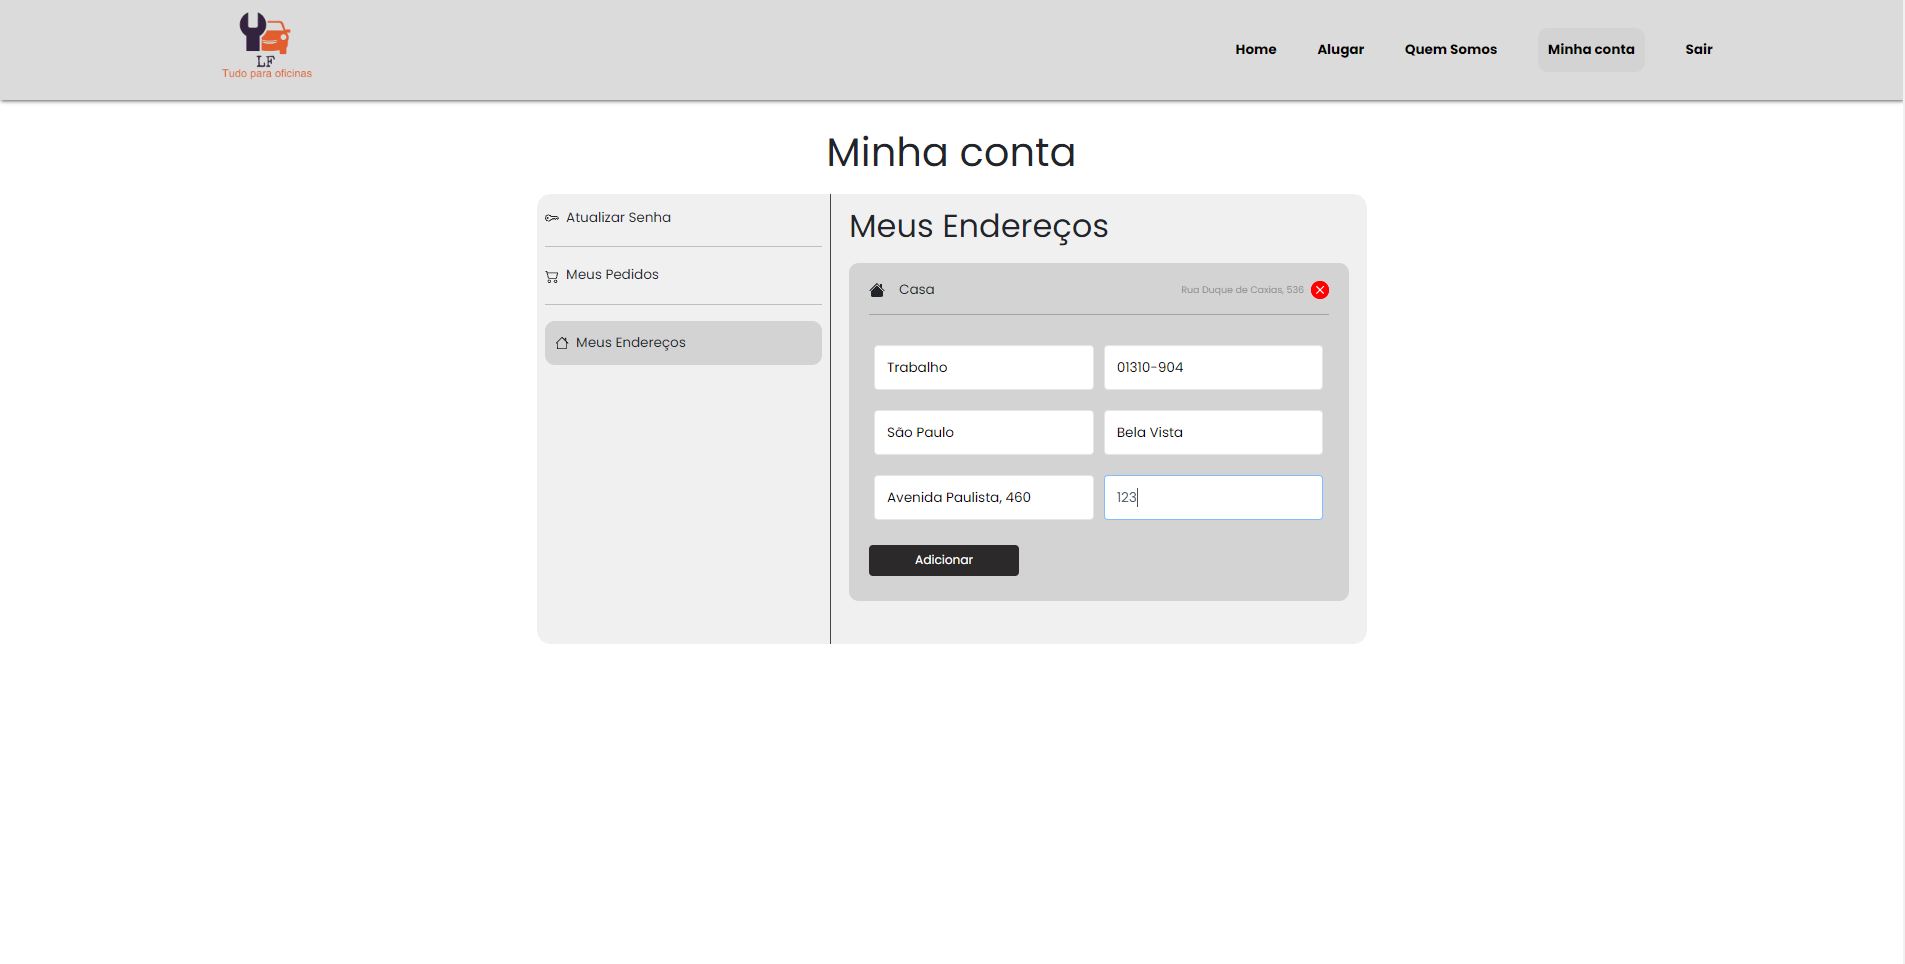 LF
Tudo para oficinas
Home
Alugar
Quem Somos
Minha conta
Sair
Minha conta
Atualizar Senha
Meus Pedidos
Meus Endereços
Meus Endereços
Casa
Rua Duque de Caxias, 536
Trabalho
01310-904
São Paulo
Bela Vista
Avenida Paulista, 460
123
Adicionar